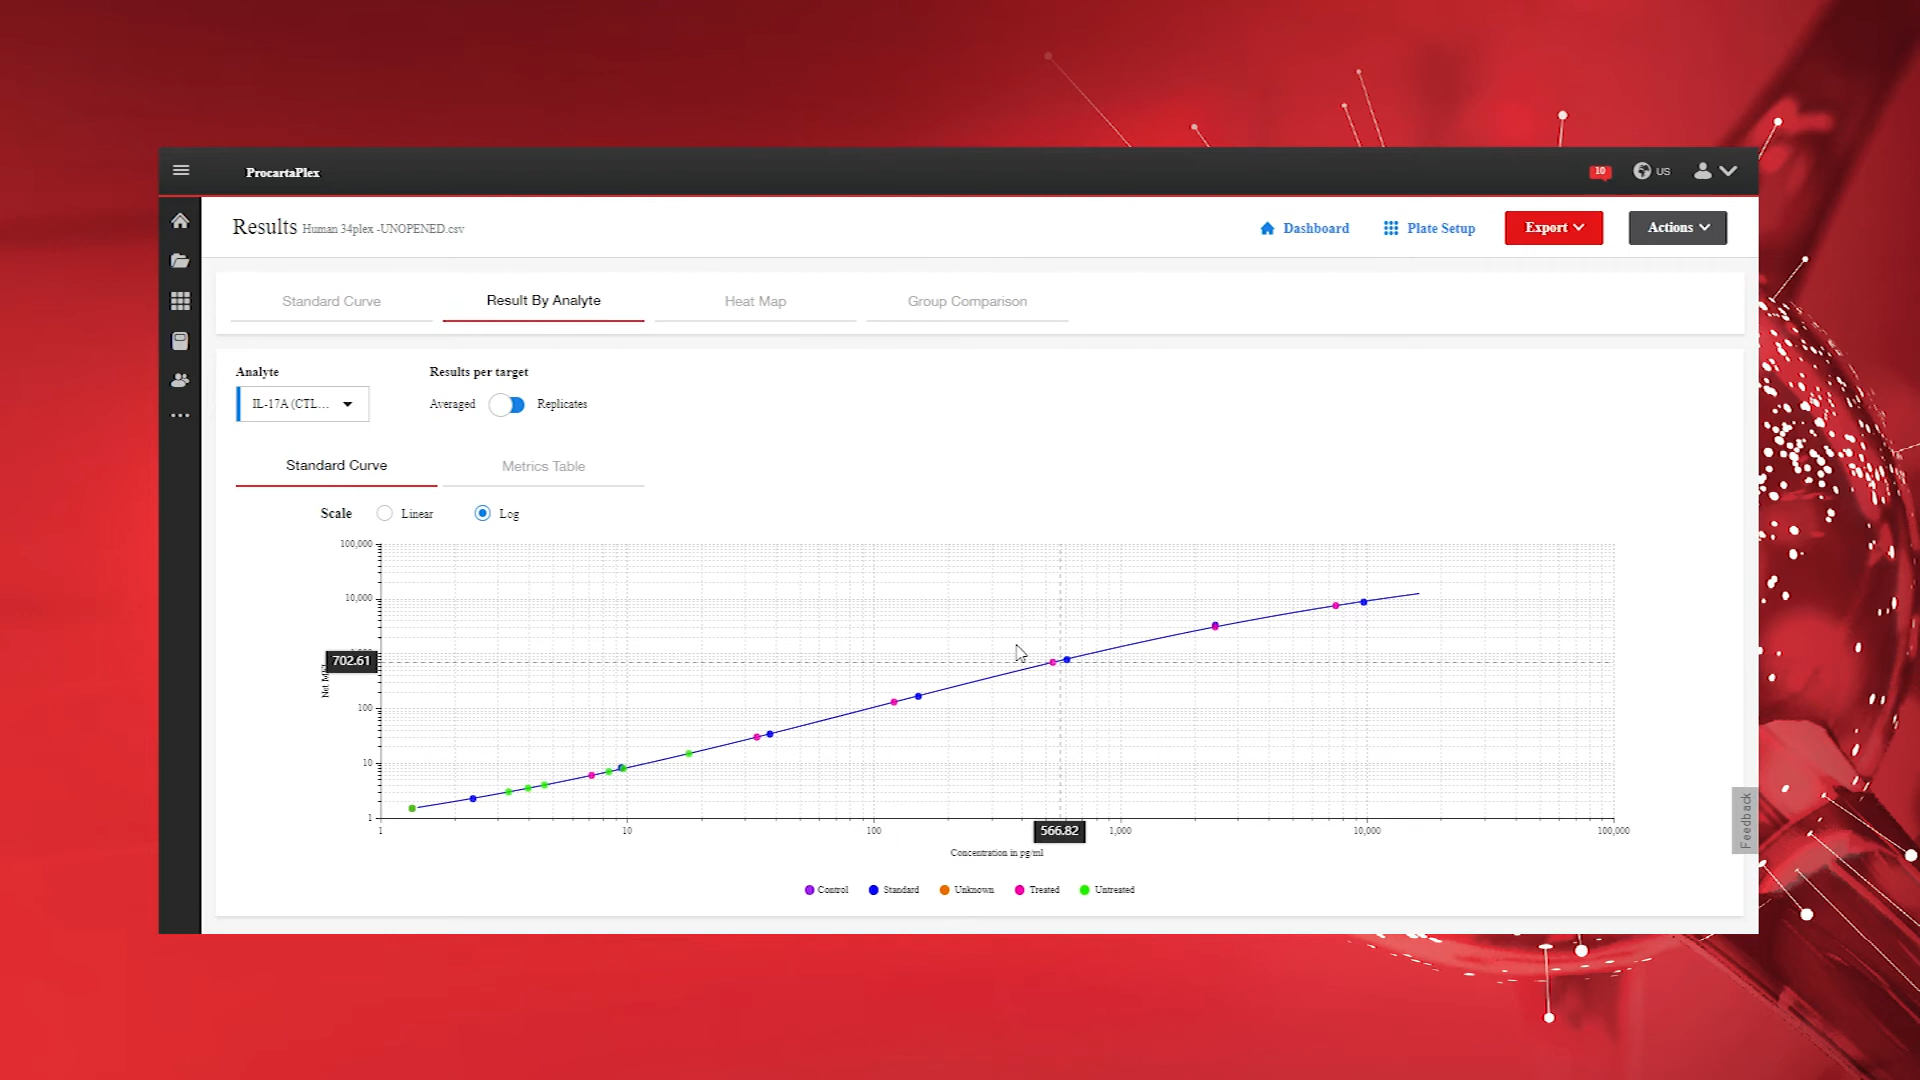 ProcartaPlex
10
US
Results Human 34plex -UNOPENED.csv
Dashboard
Plate Setup
Export
Actions
Standard Curve
Result By Analyte
Heat Map
Group Comparison
Analyte
Results per target
IL-17A (CTL...
Averaged
Replicates
Standard Curve
Metrics Table
Scale
Linear
Log
100,000
10,000
702.61
100
10
1
1
10
100
566.82
1,000
10,000
100,000
Concentration in pg/ml
Control
Standard
Unknown
Treated
Untreated
Feedback